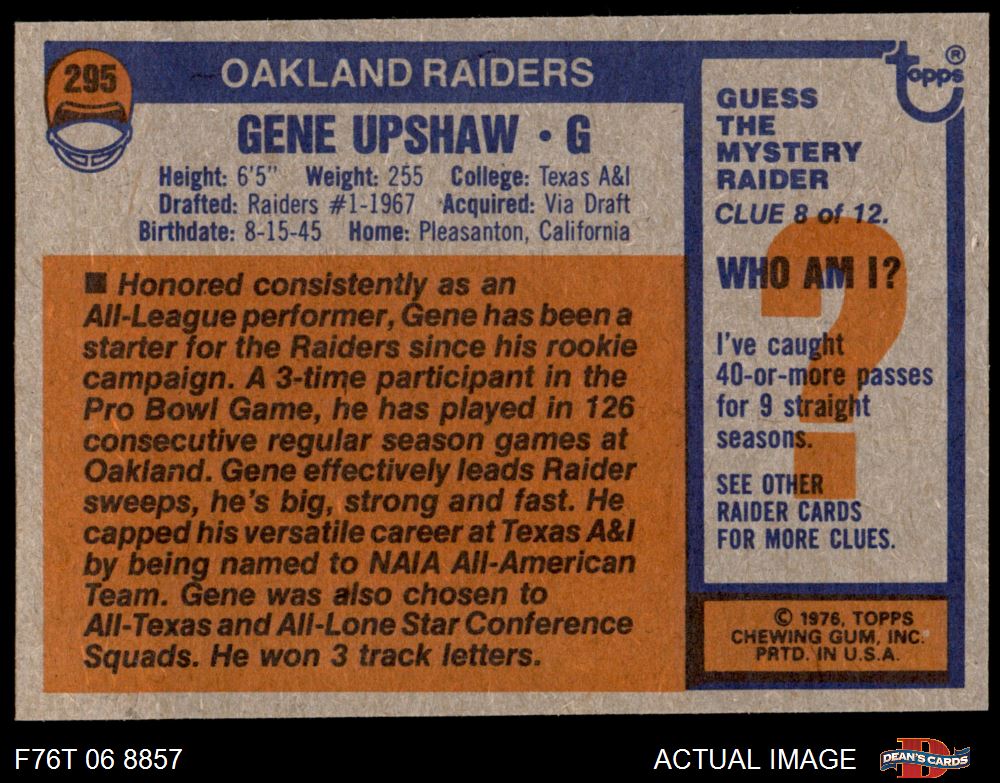 295
OAKLAND RAIDERS
GENE UPSHAW • G
Height: 6'5" Weight: 255 College: Texas A&I
Drafted: Raiders #1-1967 Acquired: Via Draft
Birthdate: 8-15-45 Home: Pleasanton, California
■ Honored consistently as an
All-League performer, Gene has been a
starter for the Raiders since his rookie
campaign. A 3-time participant in the
Pro Bowl Game, he has played in 126
consecutive regular season games at
Oakland. Gene effectively leads Raider
sweeps, he's big, strong and fast. He
capped his versatile career at Texas A&I
by being named to NAIA All-American
Team. Gene was also chosen to
All-Texas and All-Lone Star Conference
Squads. He won 3 track letters.
topps®
GUESS
THE
MYSTERY
RAIDER
CLUE 8 of 12.
WHO AM I?
?
I've caught
40-or-more passes
for 9 straight
seasons.
SEE OTHER
RAIDER CARDS
FOR MORE CLUES.
© 1976, TOPPS
CHEWING GUM, INC.
PRTD. IN U.S.A.
F76T 06 8857
ACTUAL IMAGE
D
DEAN'S CARDS